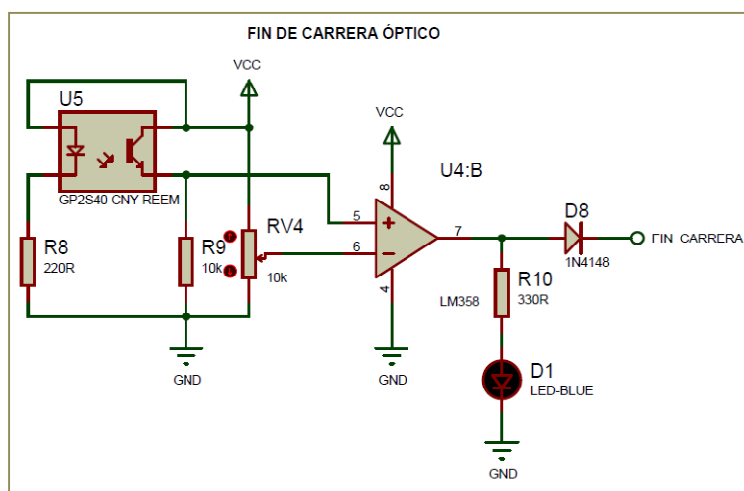 FIN DE CARRERA ÓPTICO
VCC
U5
VCC
U4:B
GP2S40 CNY REEM
8
5
7
D8
FIN CARRERA
R8
R9
RV4
6
1N4148
220R
10k
10k
4
LM358
R10
330R
GND
GND
D1
LED-BLUE
GND